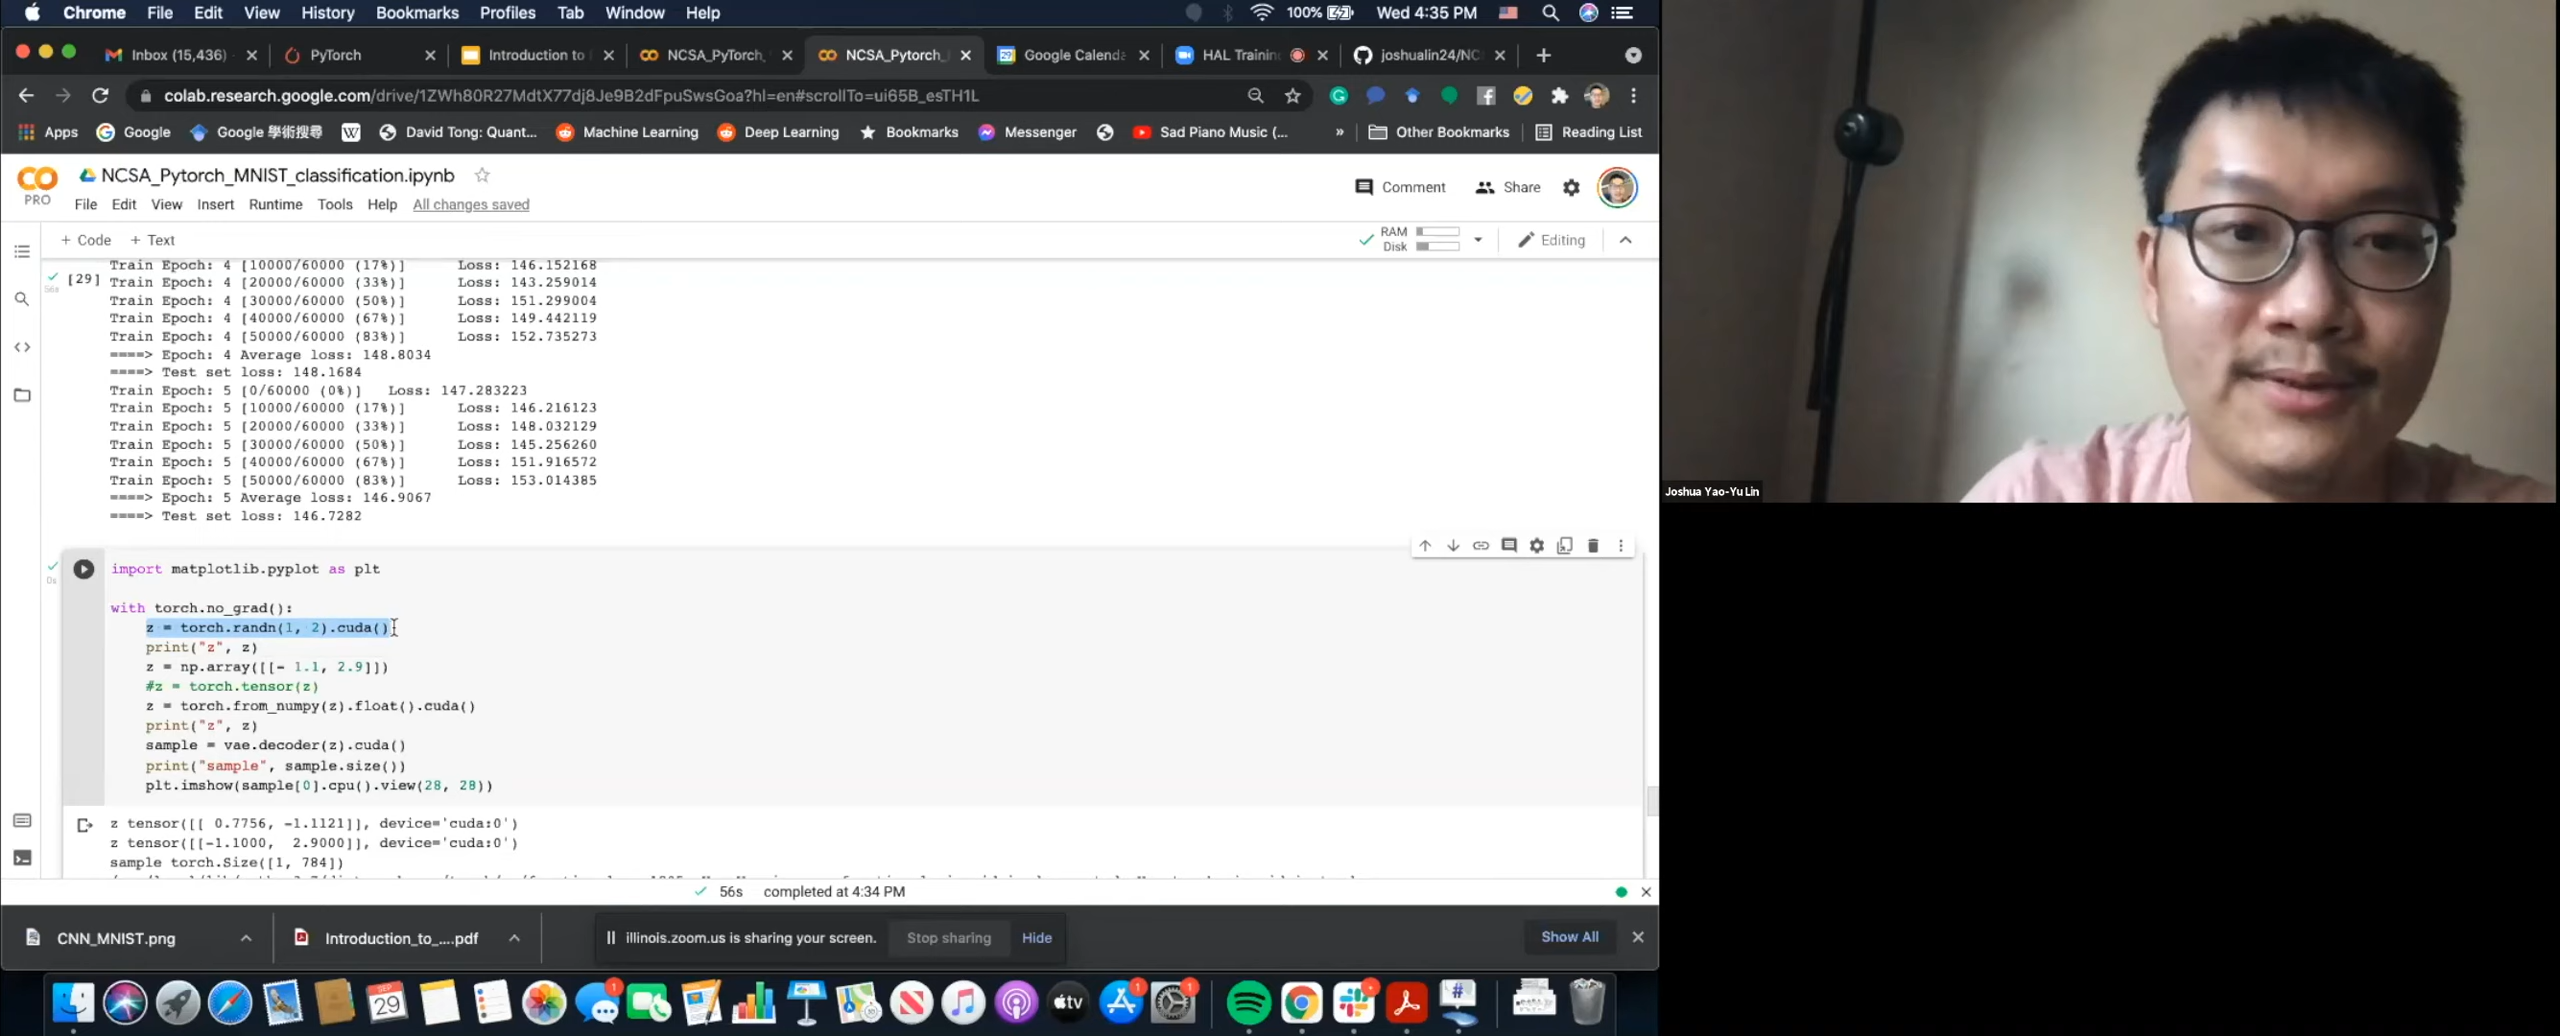 Chrome File Edit View History Bookmarks Profiles Tab Window Help 100% Wed 4:35 PM
Inbox (15,436) PyTorch Introduction to NCSA_PyTorch_ NCSA_Pytorch_ Google Calenda HAL Training joshualin24/NC
colab.research.google.com/drive/1ZWh80R27MdtX77dj8Je9B2dFpuSwsGoa?hl=en#scrollTo=ui65B_esTH1L
Apps Google Google 學術搜尋 W David Tong: Quant... Machine Learning Deep Learning Bookmarks Messenger Sad Piano Music (... » Other Bookmarks Reading List
NCSA_Pytorch_MNIST_classification.ipynb
PRO
Comment Share
File Edit View Insert Runtime Tools Help All changes saved
+ Code + Text
RAM
Disk
Editing
Train Epoch: 4 [10000/60000 (17%)] Loss: 146.152168
[29]
56s
Train Epoch: 4 [20000/60000 (33%)] Loss: 143.259014
Train Epoch: 4 [30000/60000 (50%)] Loss: 151.299004
Train Epoch: 4 [40000/60000 (67%)] Loss: 149.442119
Train Epoch: 4 [50000/60000 (83%)] Loss: 152.735273
====> Epoch: 4 Average loss: 148.8034
====> Test set loss: 148.1684
Train Epoch: 5 [0/60000 (0%)] Loss: 147.283223
Train Epoch: 5 [10000/60000 (17%)] Loss: 146.216123
Train Epoch: 5 [20000/60000 (33%)] Loss: 148.032129
Train Epoch: 5 [30000/60000 (50%)] Loss: 145.256260
Train Epoch: 5 [40000/60000 (67%)] Loss: 151.916572
Train Epoch: 5 [50000/60000 (83%)] Loss: 153.014385
====> Epoch: 5 Average loss: 146.9067
====> Test set loss: 146.7282
0s
import matplotlib.pyplot as plt
with torch.no_grad():
z = torch.randn(1, 2).cuda()
print("z", z)
z = np.array([[- 1.1, 2.9]])
#z = torch.tensor(z)
z = torch.from_numpy(z).float().cuda()
print("z", z)
sample = vae.decoder(z).cuda()
print("sample", sample.size())
plt.imshow(sample[0].cpu().view(28, 28))
z tensor([[ 0.7756, -1.1121]], device='cuda:0')
z tensor([[-1.1000, 2.9000]], device='cuda:0')
sample torch.Size([1, 784])
56s completed at 4:34 PM
CNN_MNIST.png Introduction_to_....pdf illinois.zoom.us is sharing your screen. Stop sharing Hide Show All
SEP
29
1
1
1
tv
#
Joshua Yao-Yu Lin